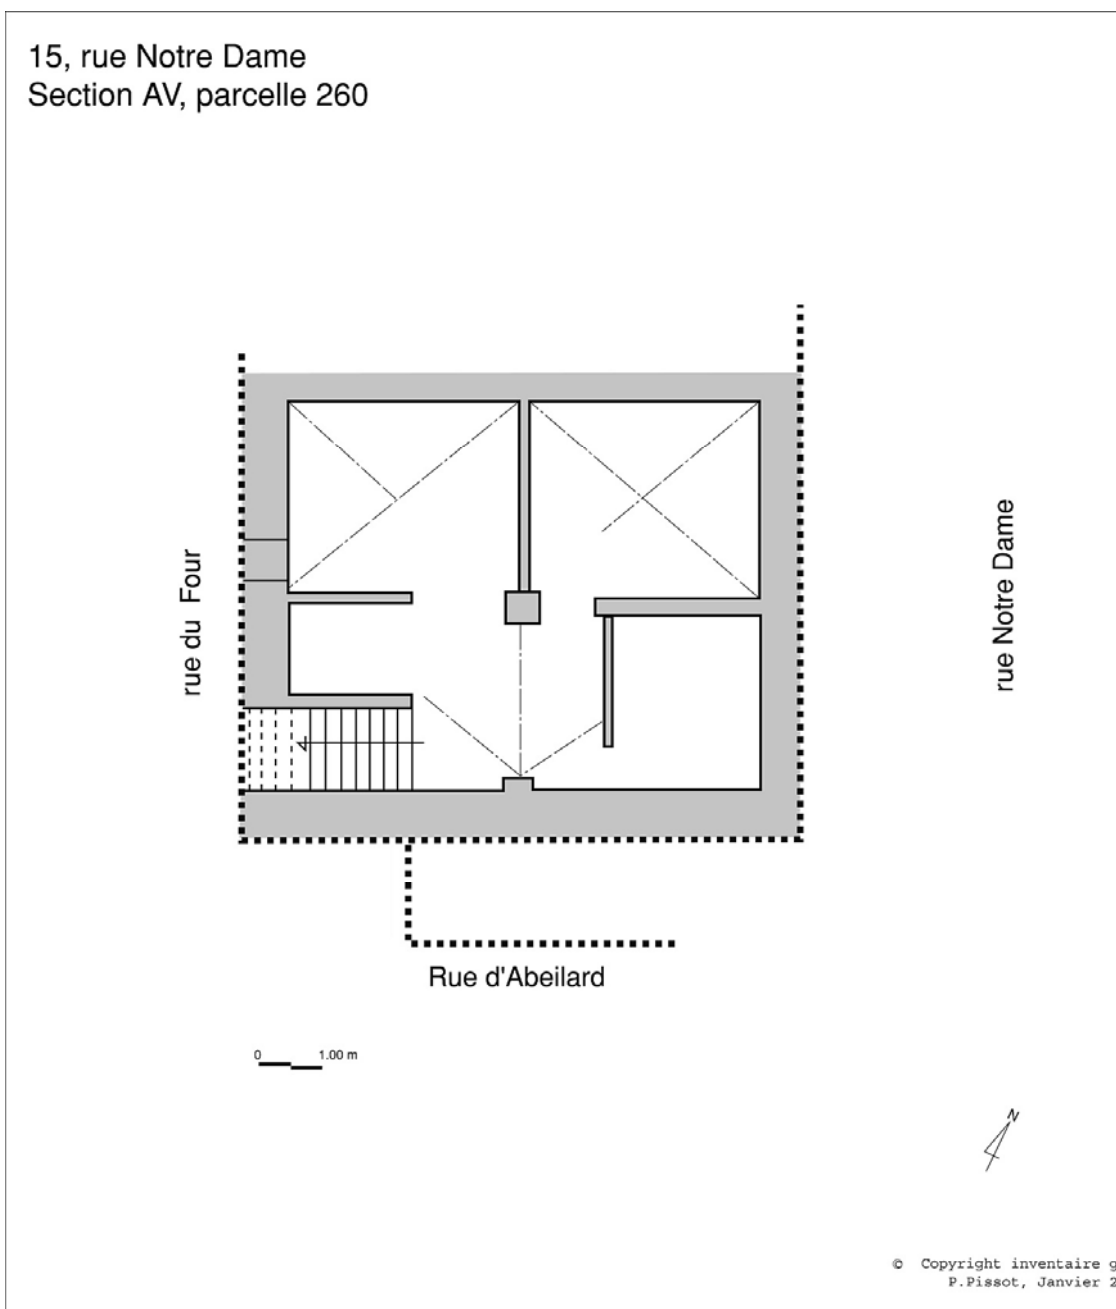 15, rue Notre Dame
Section AV, parcelle 260
rue du Four
rue Notre Dame
Rue d'Abeilard
0 1.00 m
N
© Copyright inventaire g
P.Pissot, Janvier 2